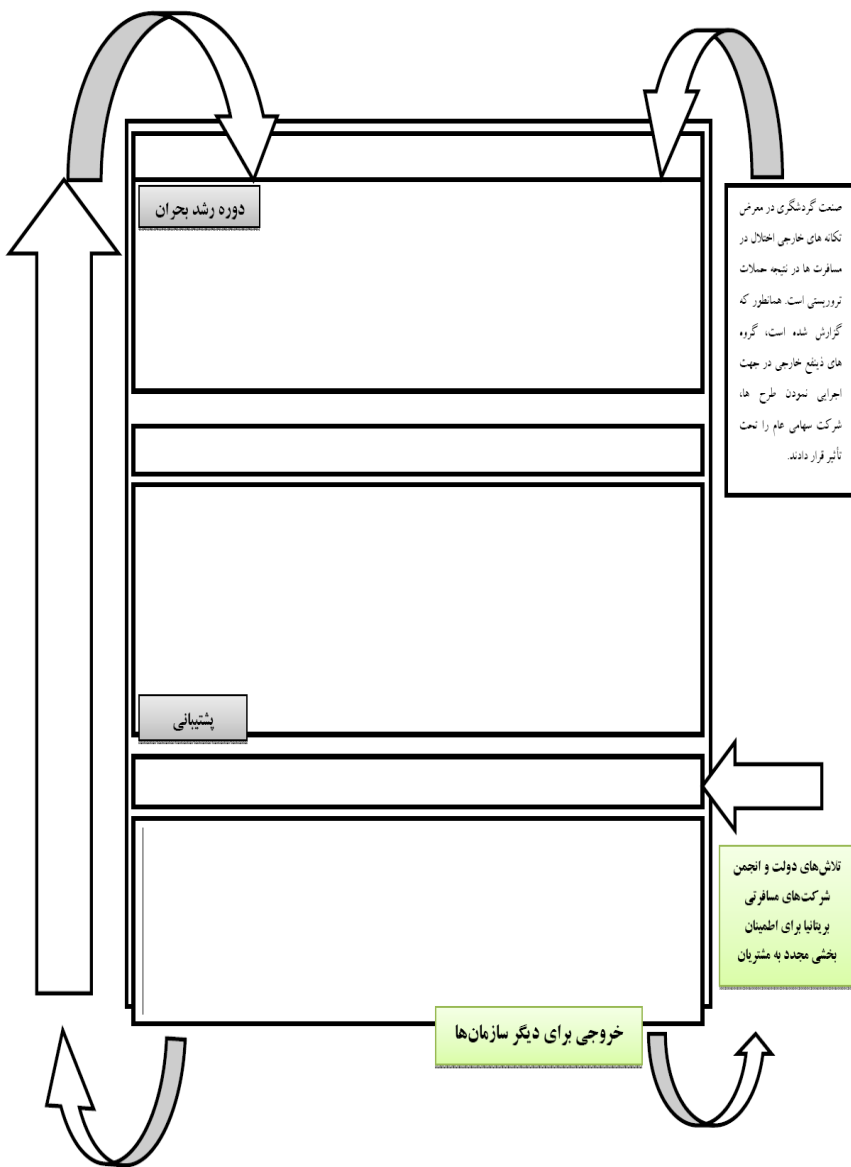 دوره رشد بحران
صنعت گردشگری در معرض
تکانه های خارجی اختلال در
مسافرت ها در نتیجه حملات
تروریستی است. همانطور که
گزارش شده است، گروه
های ذینفع خارجی در جهت
اجرایی نمودن طرح ها،
شرکت سهامی عام را تحت
تأثیر قرار دادند.
پشتیبانی
تلاش‌های دولت و انجمن
شرکت‌های مسافرتی
بریتانیا برای اطمینان
بخشی مجدد به مشتریان
خروجی برای دیگر سازمان‌ها